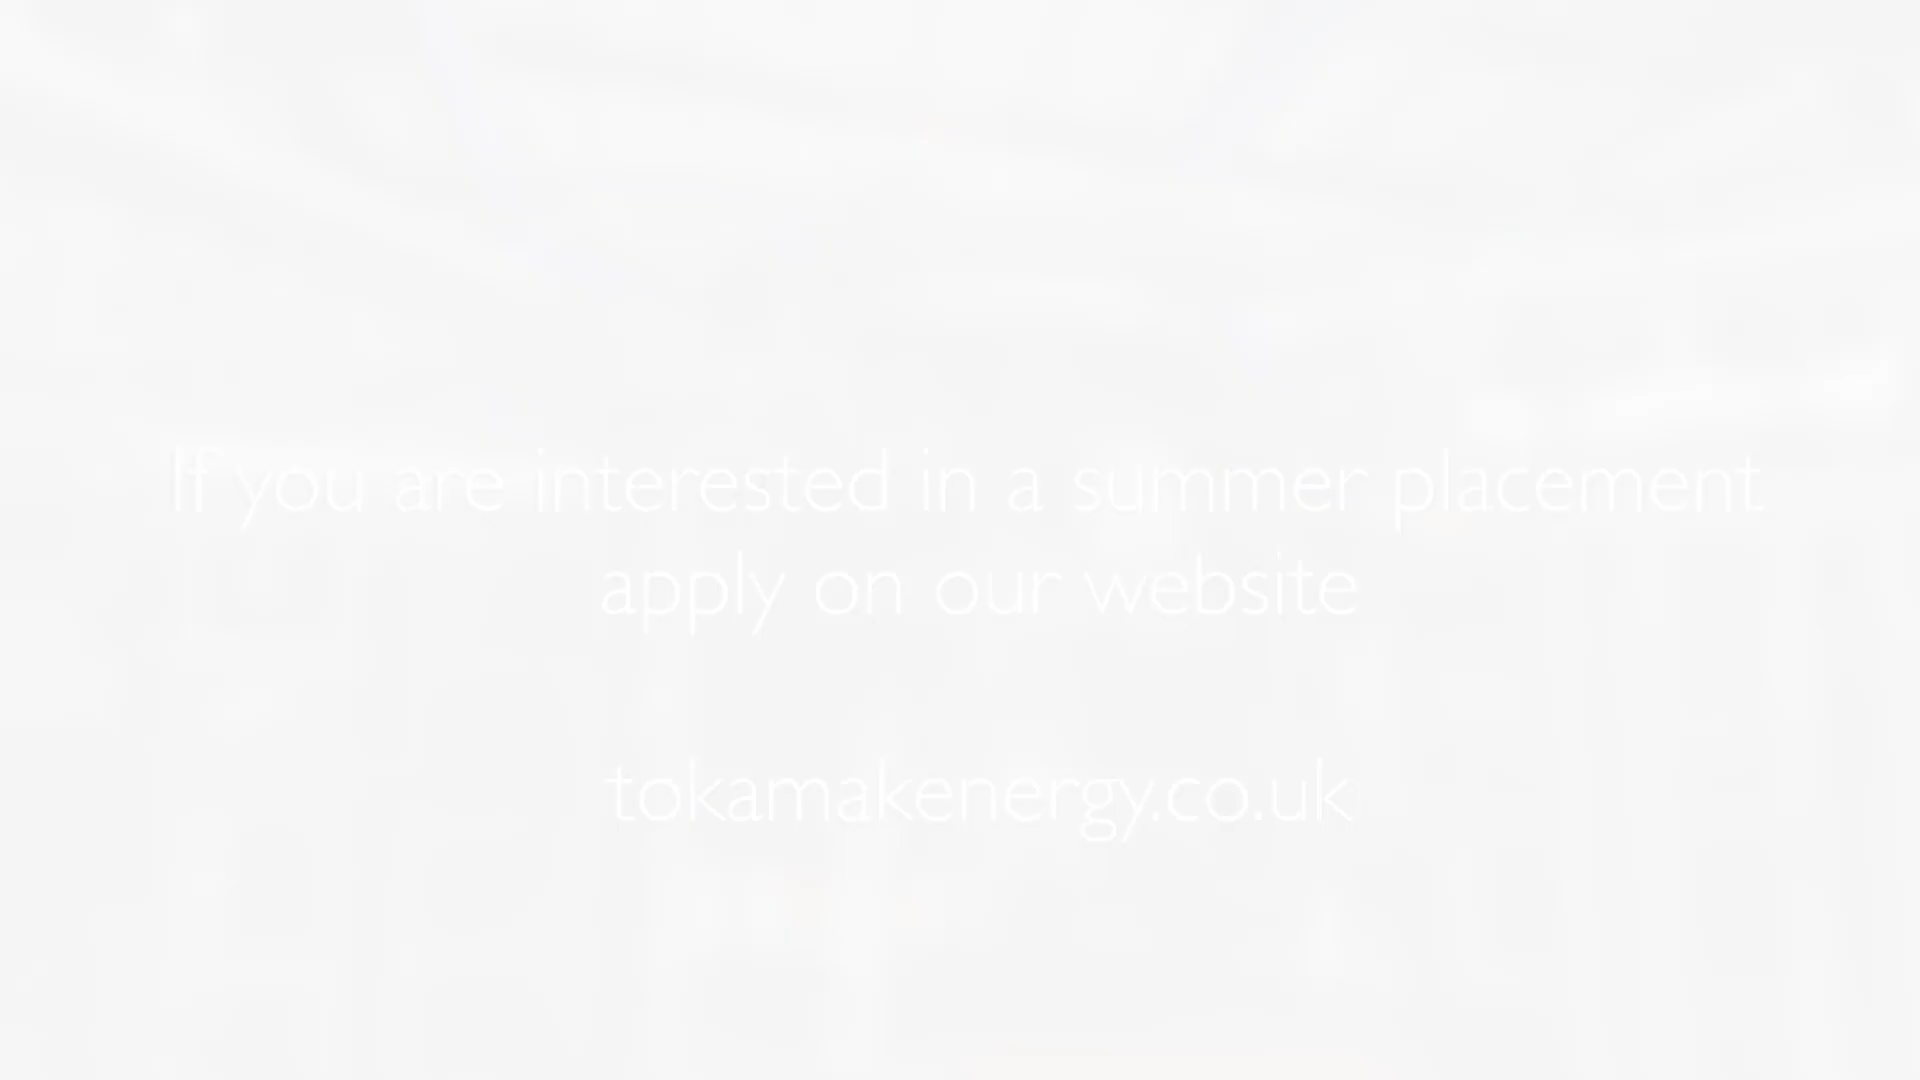 If you are interested in a summer placement
apply on our website
tokamakenergy.co.uk